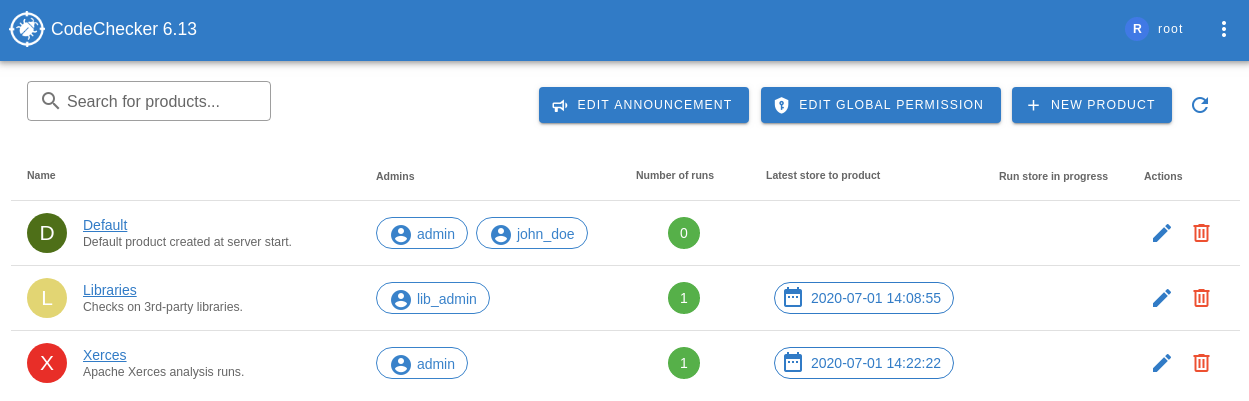 CodeChecker 6.13
R root
Search for products...
EDIT ANNOUNCEMENT
EDIT GLOBAL PERMISSION
NEW PRODUCT
Name Admins Number of runs Latest store to product Run store in progress Actions
D Default admin john_doe 0
Default product created at server start.
L Libraries lib_admin 1 2020-07-01 14:08:55
Checks on 3rd-party libraries.
X Xerces admin 1 2020-07-01 14:22:22
Apache Xerces analysis runs.